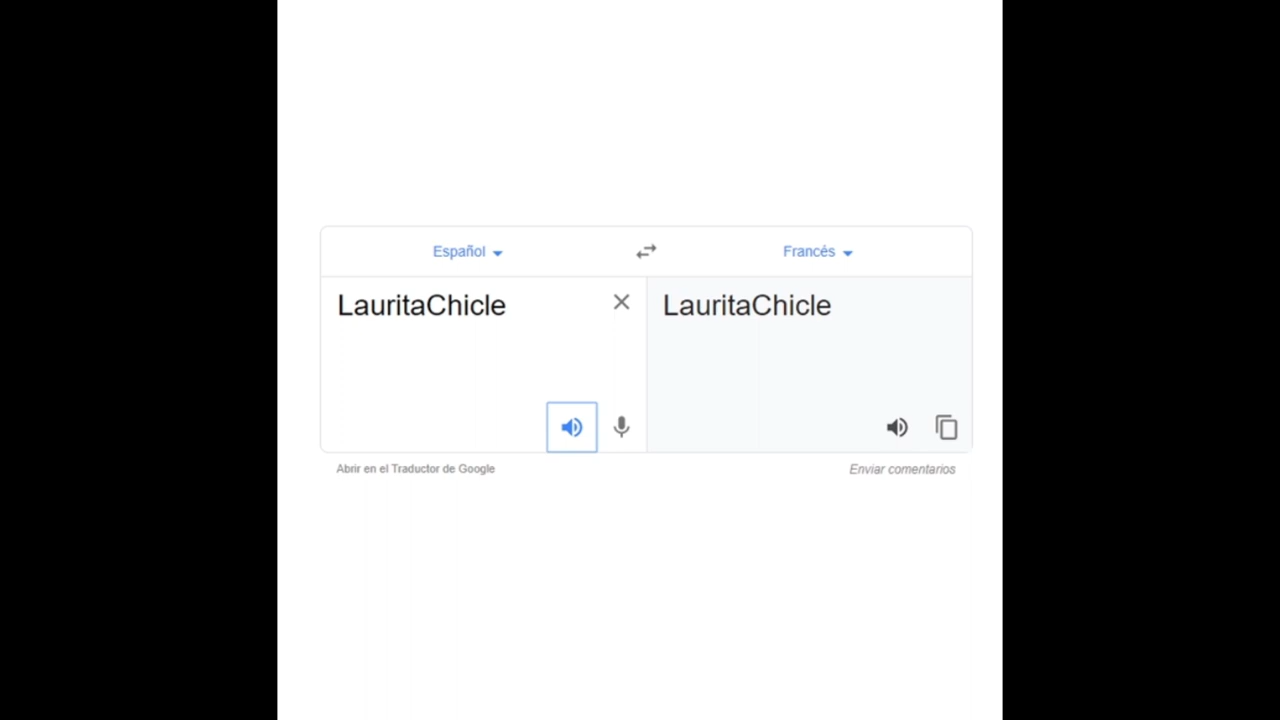 Español Francés
LauritaChicle LauritaChicle
Abrir en el Traductor de Google Enviar comentarios